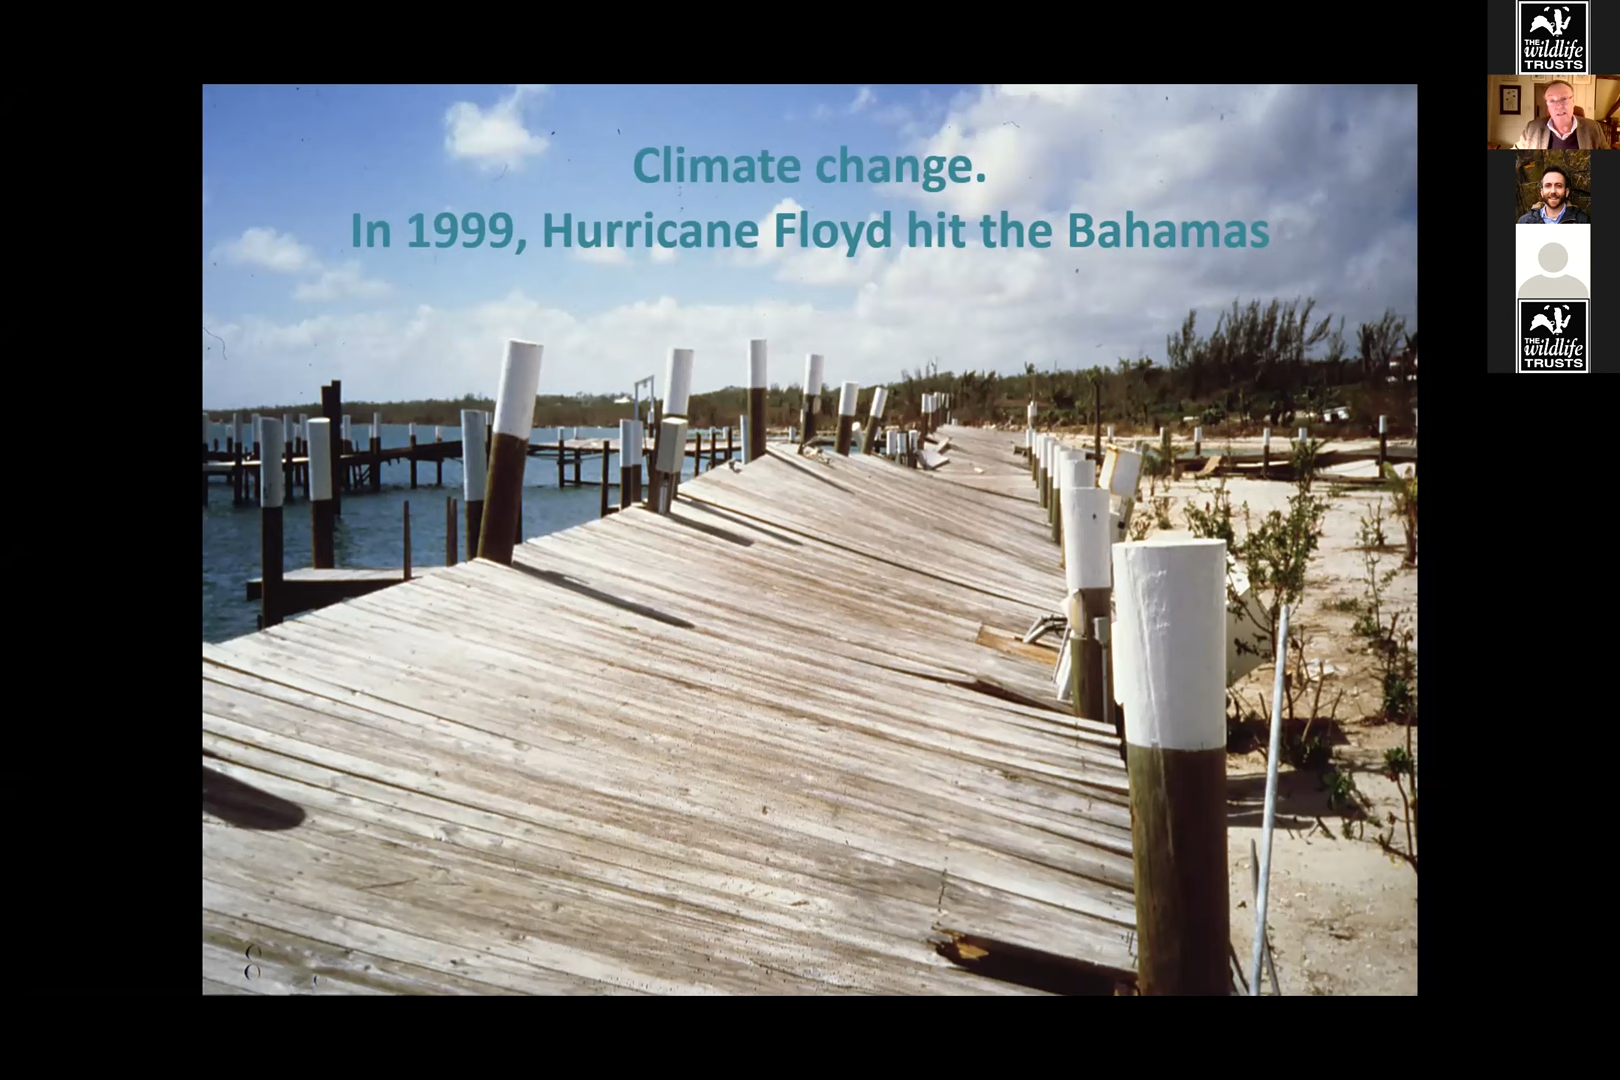 Climate change.
In 1999, Hurricane Floyd hit the Bahamas
THE
wildlife
TRUSTS
THE
wildlife
TRUSTS